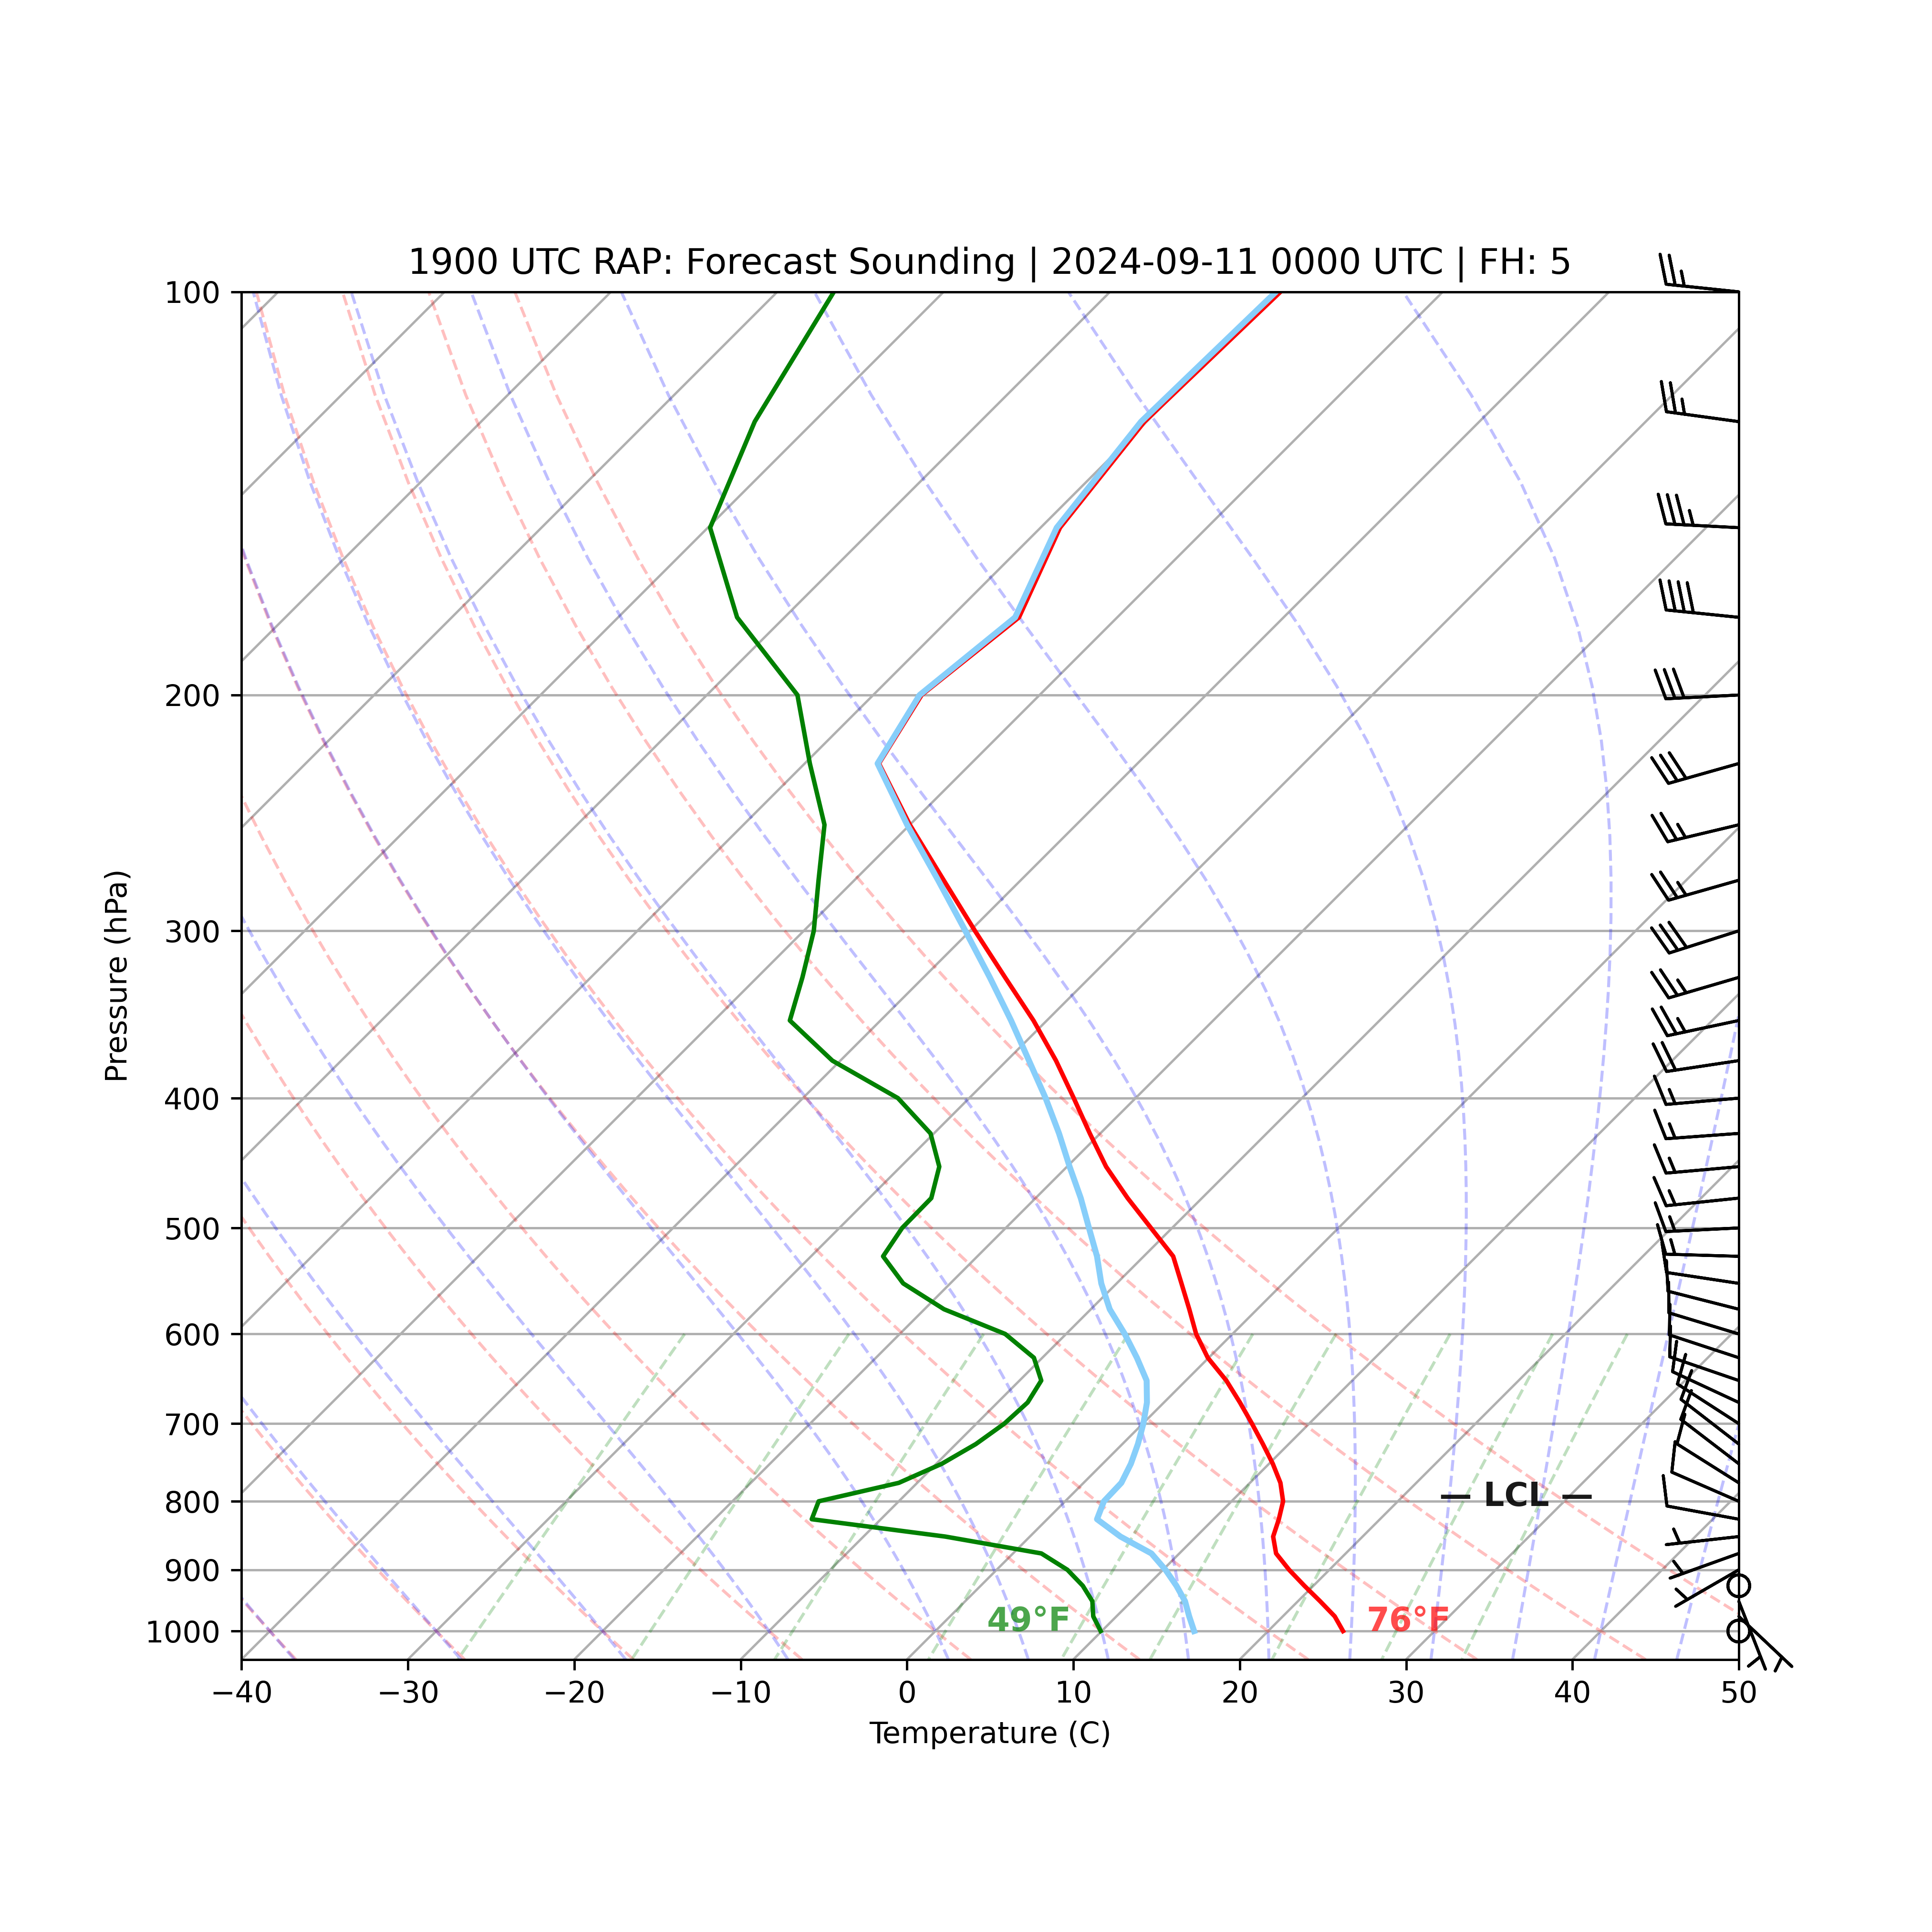 1900 UTC RAP: Forecast Sounding | 2024-09-11 0000 UTC | FH: 5
100
200
300
400
500
600
700
800
900
1000
Pressure (hPa)
— LCL —
49°F
76°F
−40 −30 −20 −10 0 10 20 30 40 50
Temperature (C)